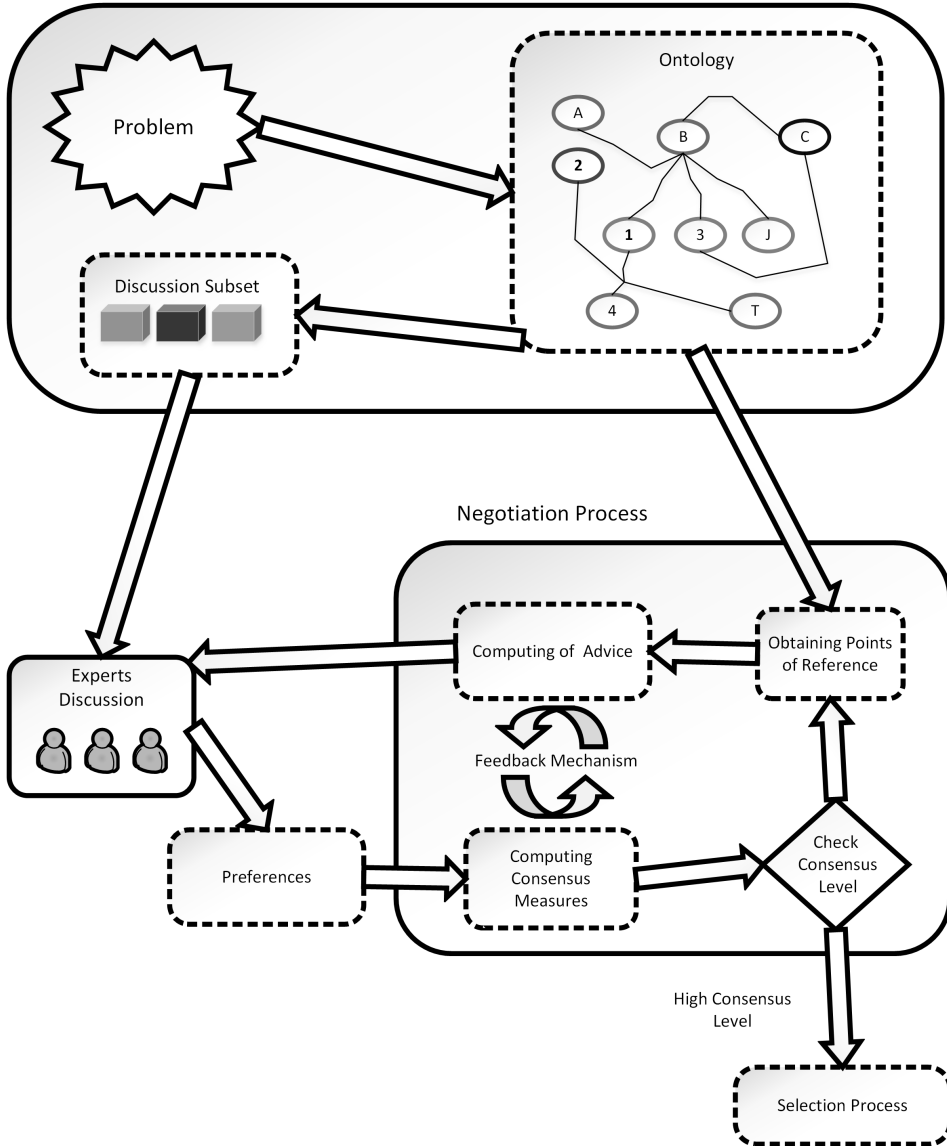 Ontology
Problem
A
B
C
2
1
3
J
4
T
Discussion Subset
Negotiation Process
Computing of Advice
Obtaining Points
of Reference
Experts
Discussion
Feedback Mechanism
Preferences
Computing
Consensus
Measures
Check
Consensus
Level
High Consensus
Level
Selection Process